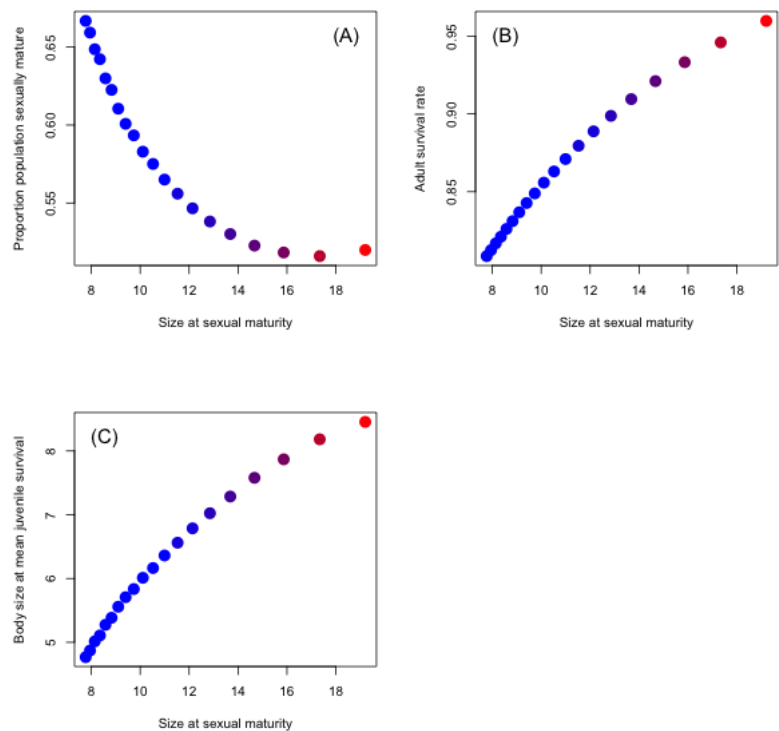 (A)
Proportion population sexually mature
0.65
0.60
0.55
8 10 12 14 16 18
Size at sexual maturity
(B)
Adult survival rate
0.95
0.90
0.85
8 10 12 14 16 18
Size at sexual maturity
(C)
Body size at mean juvenile survival
8
7
6
5
8 10 12 14 16 18
Size at sexual maturity